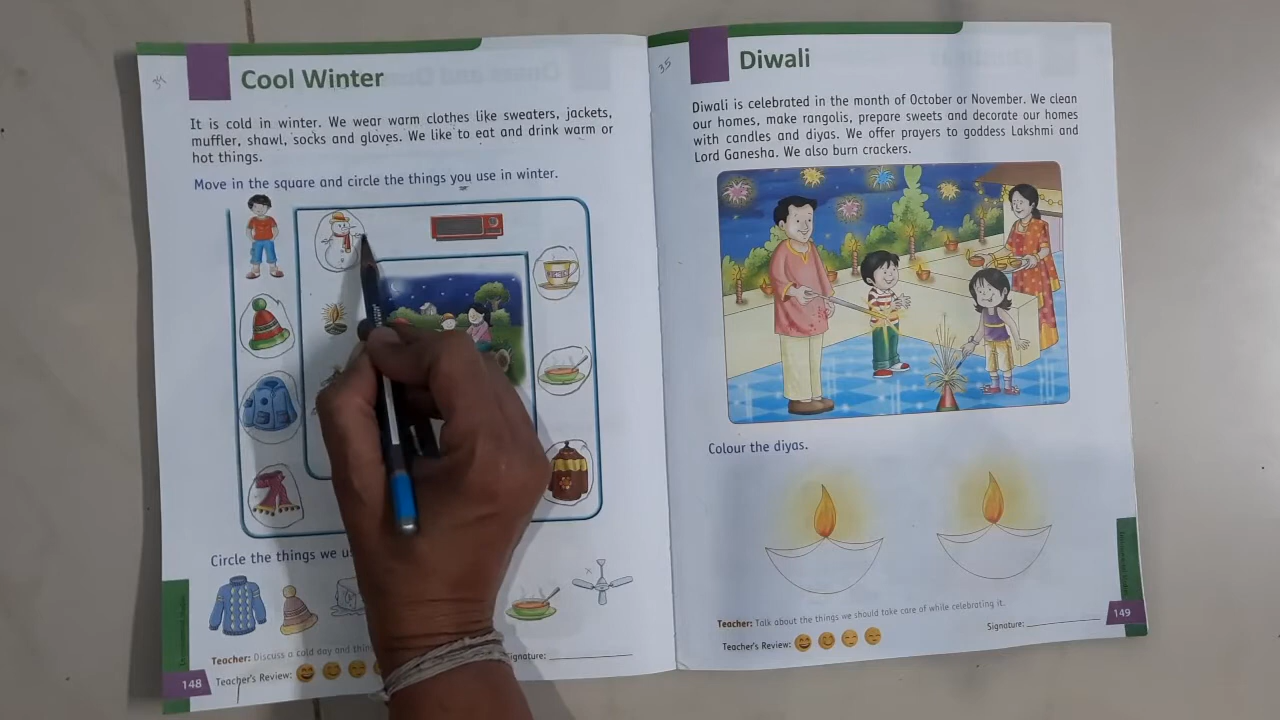 34
Cool Winter
It is cold in winter. We wear warm clothes like sweaters, jackets,
muffler, shawl, socks and gloves. We like to eat and drink warm or
hot things.
Move in the square and circle the things you use in winter.
Circle the things we
Teacher: Discuss a cold day and
Signature:
Teacher's Review:
148
35
Diwali
Diwali is celebrated in the month of October or November. We clean
our homes, make rangolis, prepare sweets and decorate our homes
with candles and diyas. We offer prayers to goddess Lakshmi and
Lord Ganesha. We also burn crackers.
Colour the diyas.
Teacher: Talk about the things we should take care of while celebrating it.
Signature:
Teacher's Review:
149